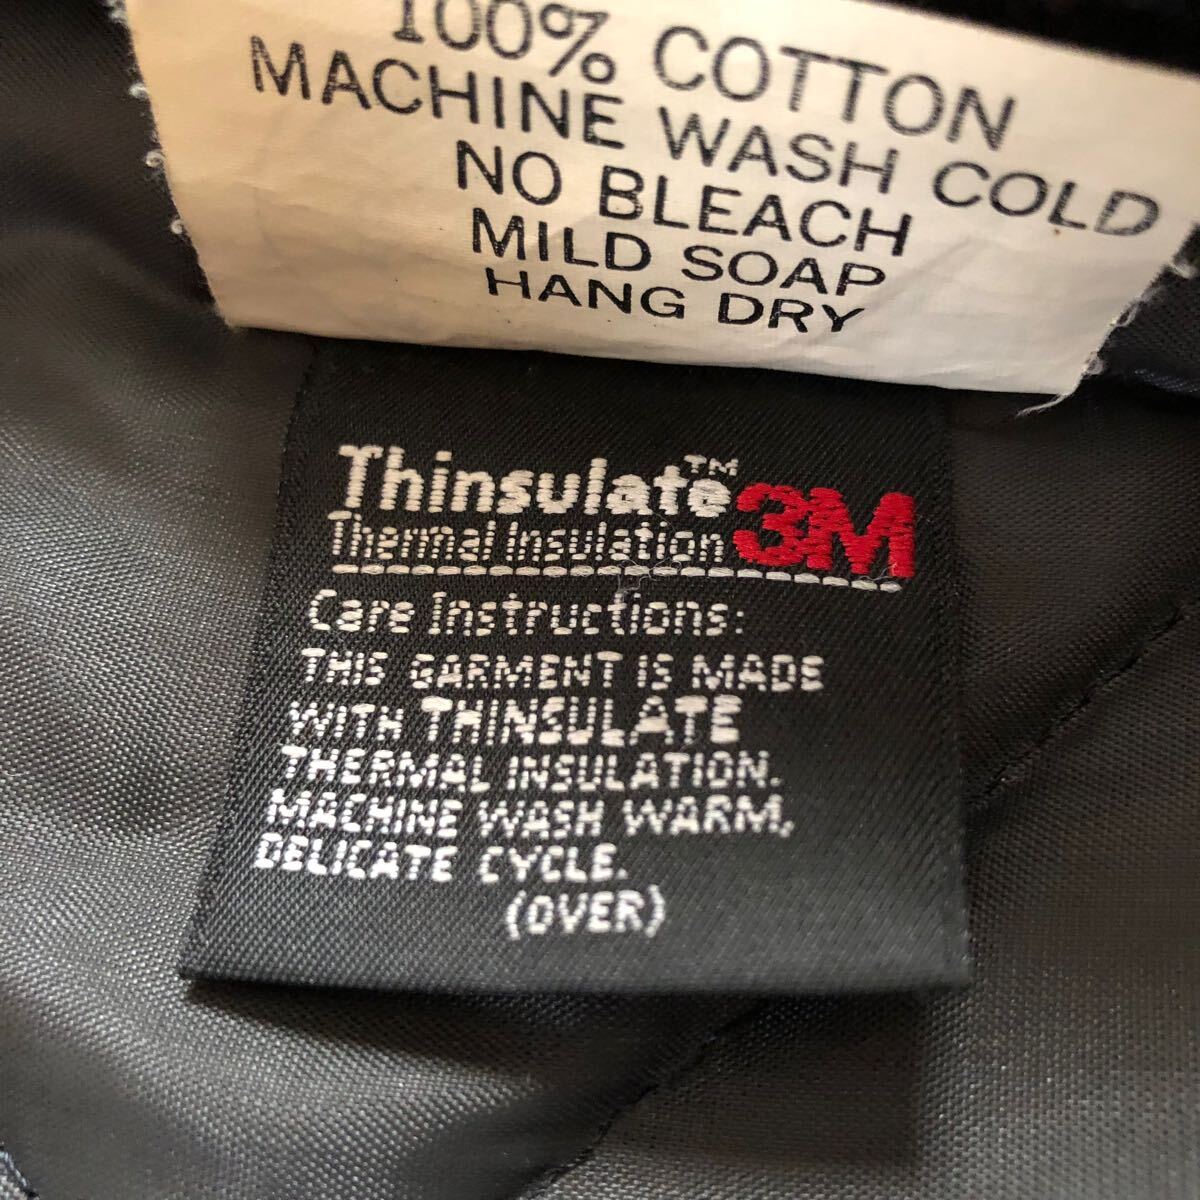 100% COTTON
MACHINE WASH COLD
NO BLEACH
MILD SOAP
HANG DRY
Thinsulate™ 3M
Thermal Insulation
Care Instructions:
THIS GARMENT IS MADE
WITH THINSULATE
THERMAL INSULATION.
MACHINE WASH WARM,
DELICATE CYCLE.
(OVER)